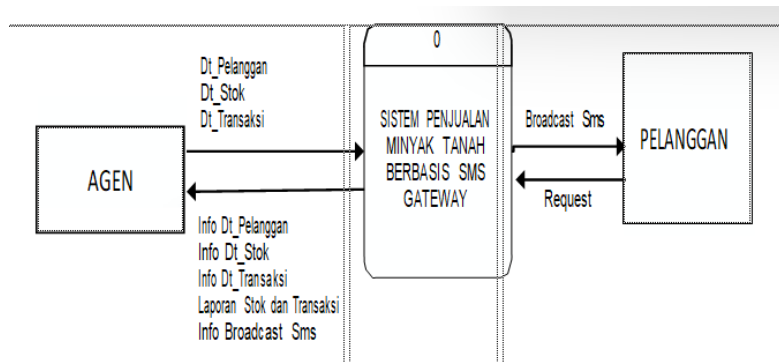 Dt_Pelanggan
Dt_Stok
Dt_Transaksi
AGEN
Info Dt_Pelanggan
Info Dt_Stok
Info Dt_Transaksi
Laporan Stok dan Transaksi
Info Broadcast Sms
0
SISTEM PENJUALAN
MINYAK TANAH
BERBASIS SMS
GATEWAY
Broadcast Sms
Request
PELANGGAN